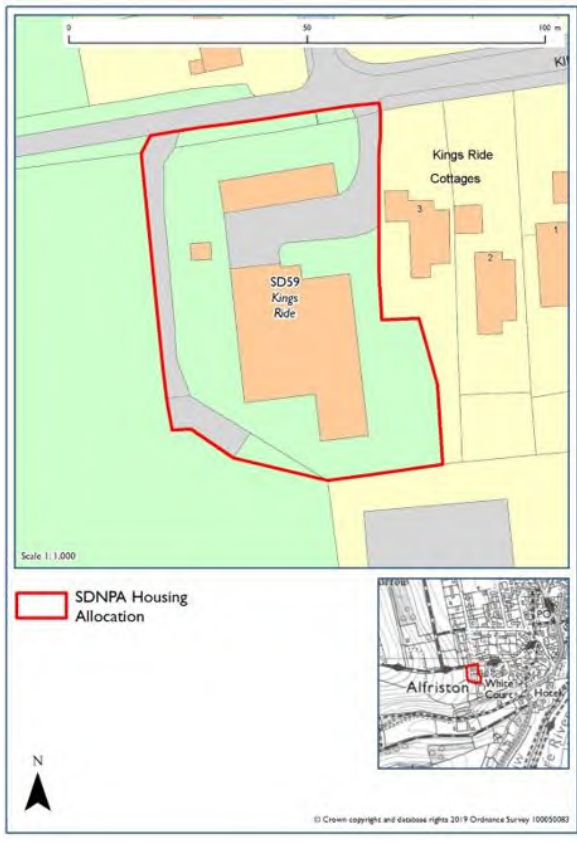 0 50 100 m
KI
Kings Ride
Cottages
3
2
1
SD59
Kings
Ride
Scale 1: 1,000
SDNPA Housing
Allocation
PO
Alfriston
White
Court
Hotel
N
© Crown copyright and database rights 2019 Ordnance Survey 100050083